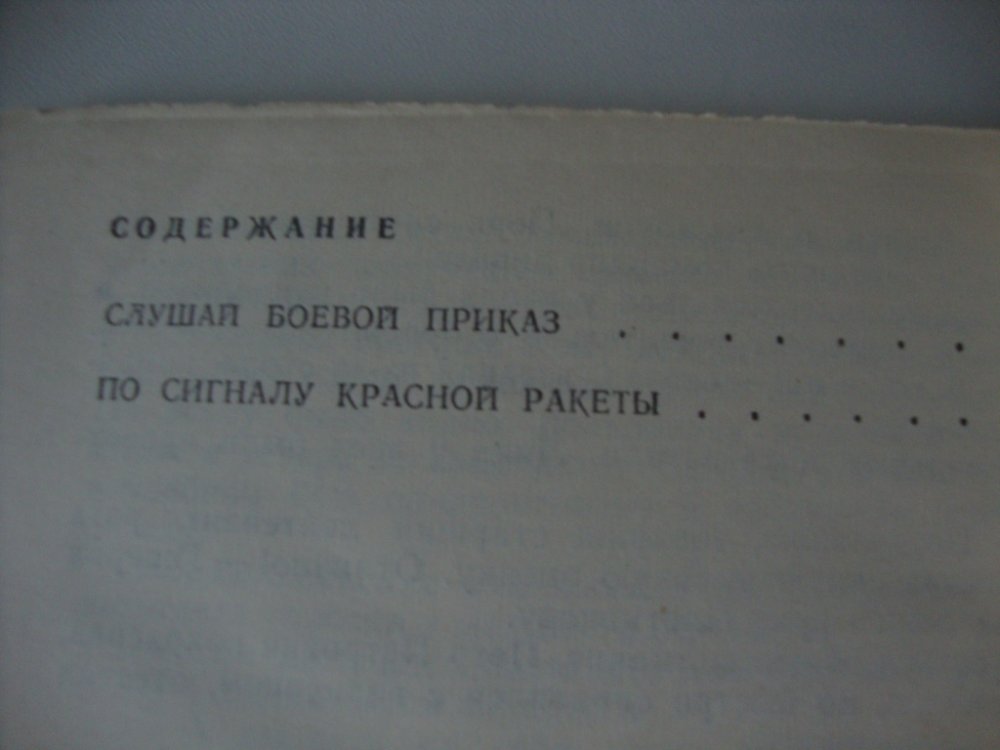 СОДЕРЖАНИЕ
СЛУШАЙ БОЕВОЙ ПРИКАЗ . . . . . . .
ПО СИГНАЛУ КРАСНОЙ РАКЕТЫ . . . . . .